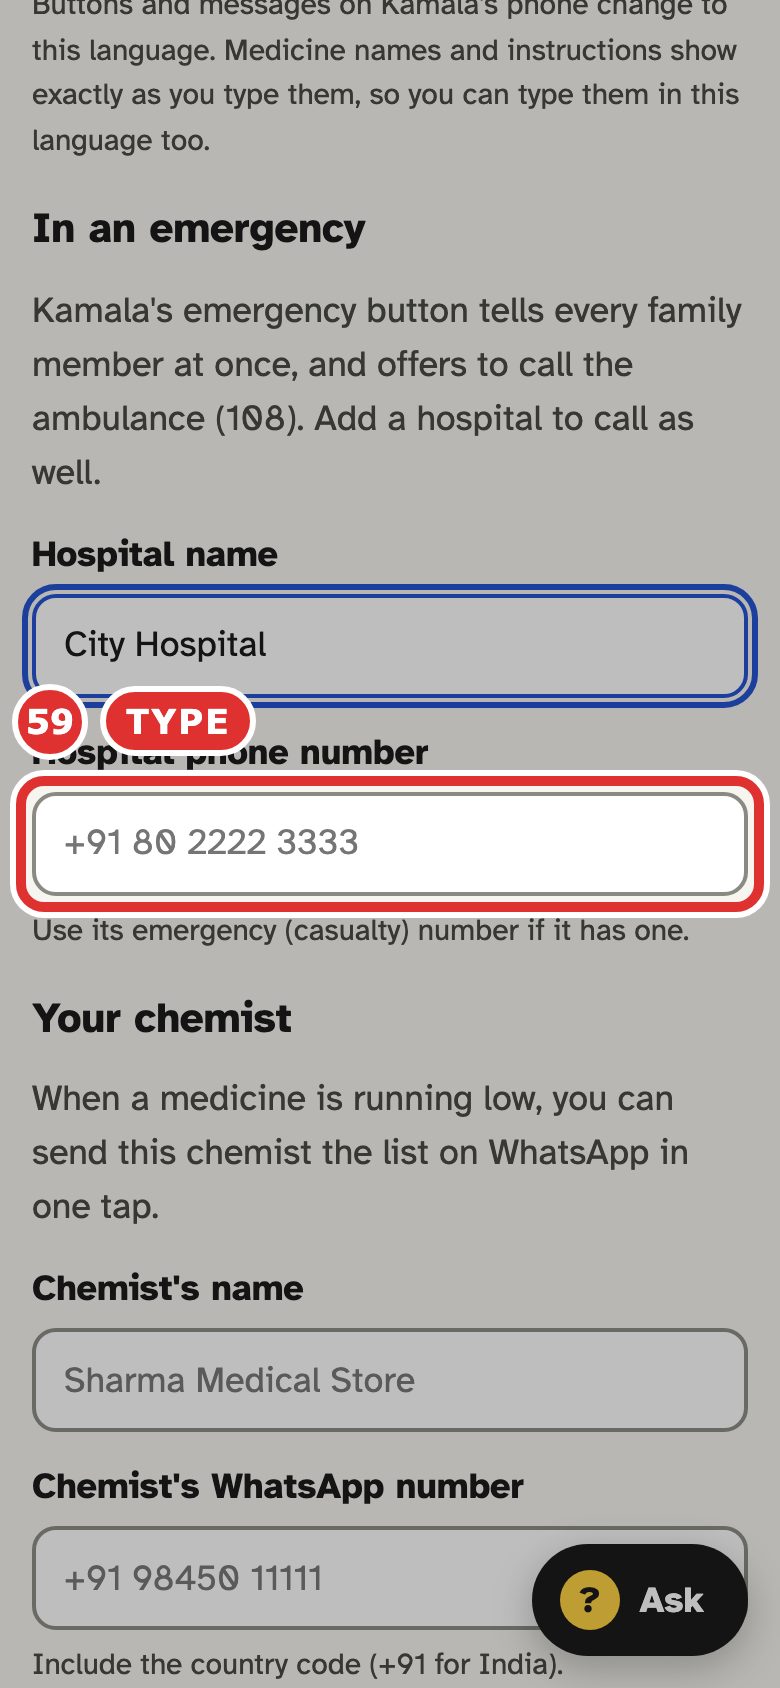 Buttons and messages on Kamala's phone change to
this language. Medicine names and instructions show
exactly as you type them, so you can type them in this
language too.
In an emergency
Kamala's emergency button tells every family
member at once, and offers to call the
ambulance (108). Add a hospital to call as
well.
Hospital name
City Hospital
59 TYPE
Hospital phone number
+91 80 2222 3333
Use its emergency (casualty) number if it has one.
Your chemist
When a medicine is running low, you can
send this chemist the list on WhatsApp in
one tap.
Chemist's name
Sharma Medical Store
Chemist's WhatsApp number
+91 98450 11111
? Ask
Include the country code (+91 for India).